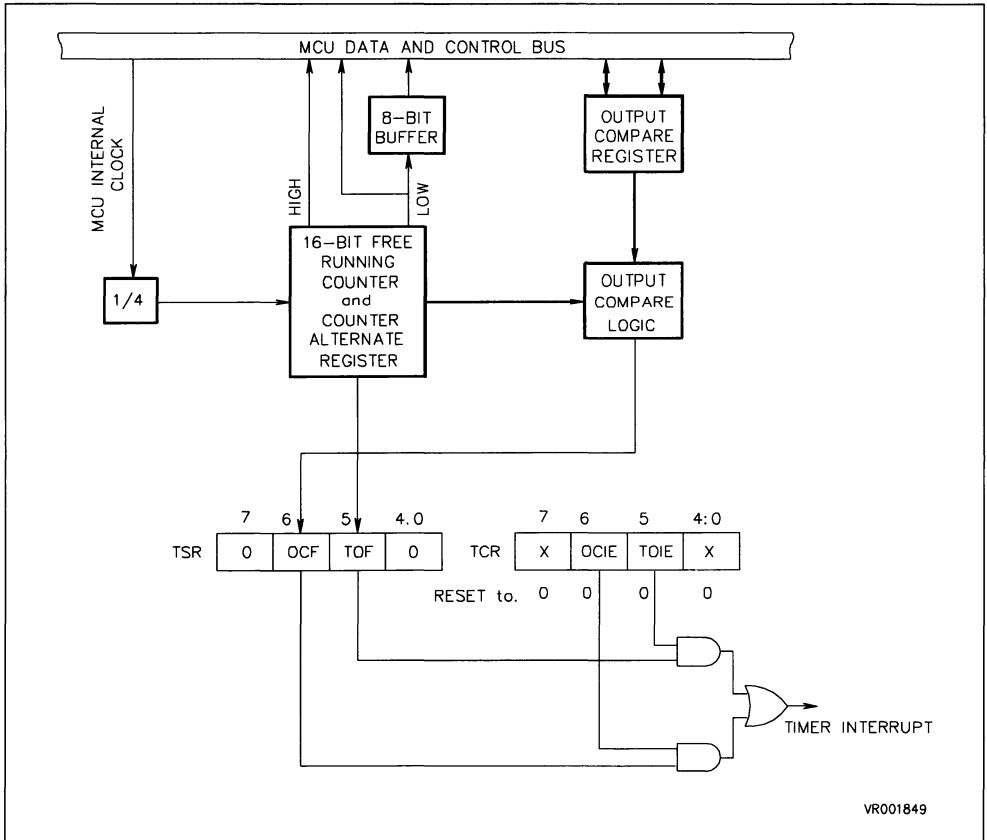 MCU DATA AND CONTROL BUS
MCU INTERNAL
CLOCK
HIGH
LOW
8-BIT
BUFFER
OUTPUT
COMPARE
REGISTER
1/4
16-BIT FREE
RUNNING
COUNTER
and
COUNTER
ALTERNATE
REGISTER
OUTPUT
COMPARE
LOGIC
7 6 5 4.0
TSR 0 OCF TOF 0
7 6 5 4:0
TCR X OCIE TOIE X
RESET to. 0 0 0 0
TIMER INTERRUPT
VR001849